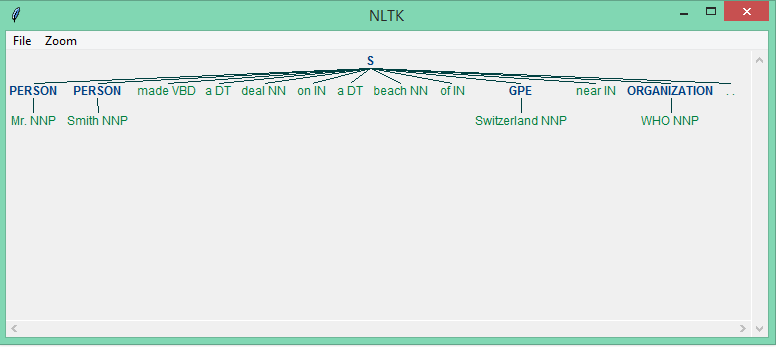 NLTK
File Zoom
S
PERSON PERSON made VBD a DT deal NN on IN a DT beach NN of IN GPE near IN ORGANIZATION . .
Mr. NNP Smith NNP Switzerland NNP WHO NNP